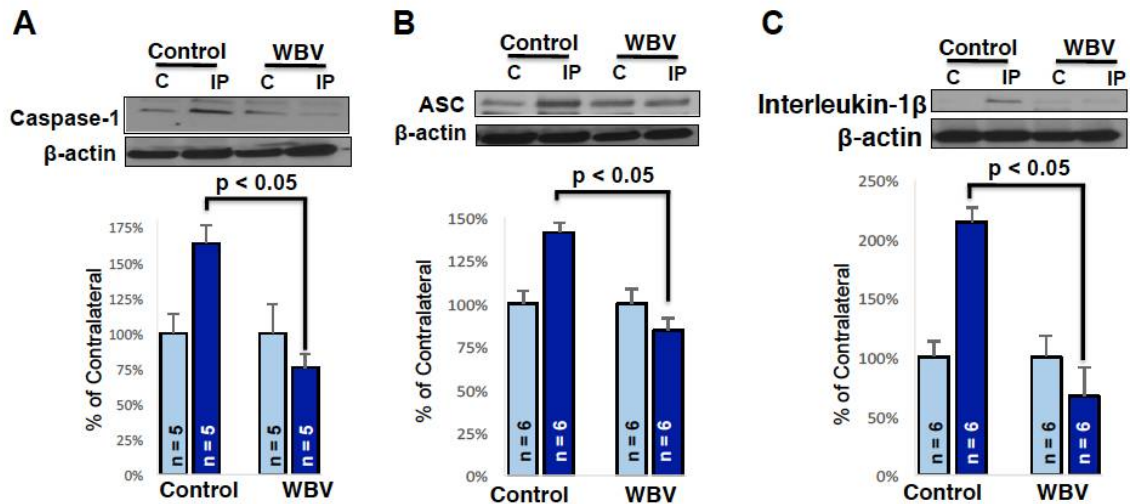 A
Control WBV
C IP C IP
Caspase-1
β-actin
p < 0.05
175%
150%
125%
100%
75%
50%
25%
0%
% of Contralateral
n = 5
n = 5
n = 5
n = 5
Control WBV
B
Control WBV
C IP C IP
ASC
β-actin
p < 0.05
150%
125%
100%
75%
50%
25%
0%
% of Contralateral
n = 6
n = 6
n = 6
n = 6
Control WBV
C
Control WBV
C IP C IP
Interleukin-1β
β-actin
p < 0.05
250%
200%
150%
100%
50%
0%
% of Contralateral
n = 6
n = 6
n = 6
n = 6
Control WBV